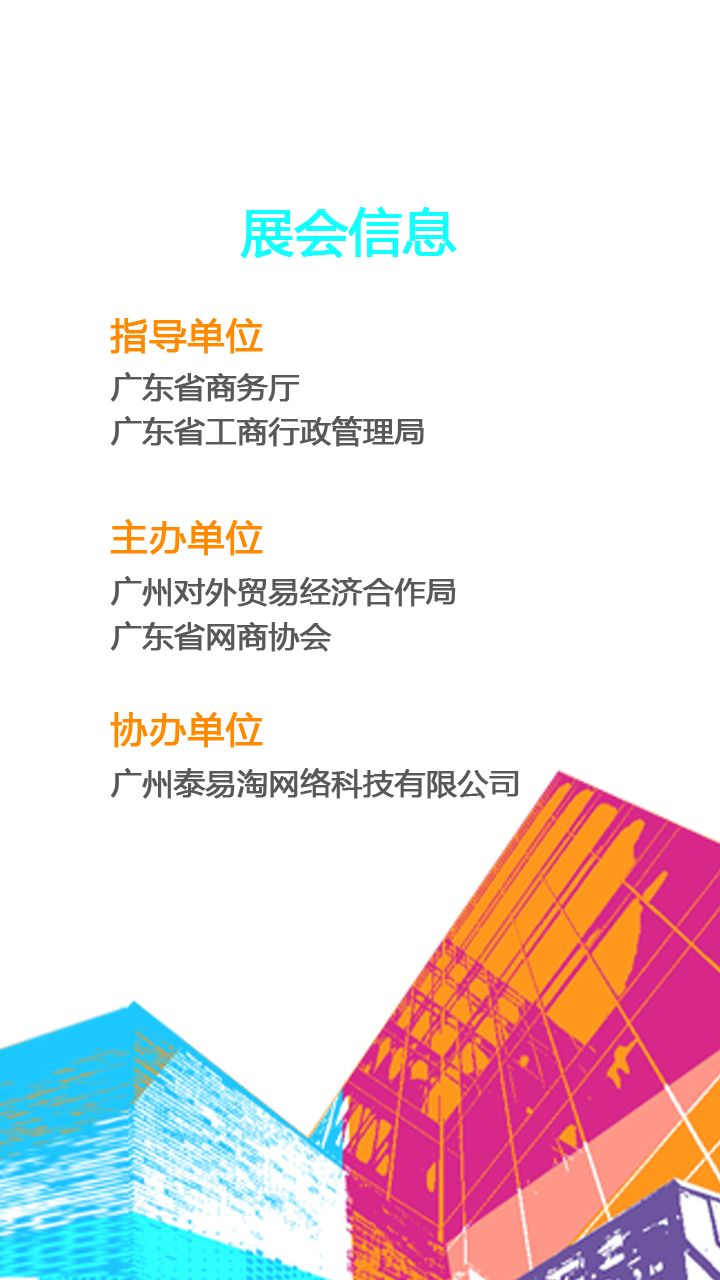 展会信息
指导单位
广东省商务厅
广东省工商行政管理局
主办单位
广州对外贸易经济合作局
广东省网商协会
协办单位
广州泰易淘网络科技有限公司